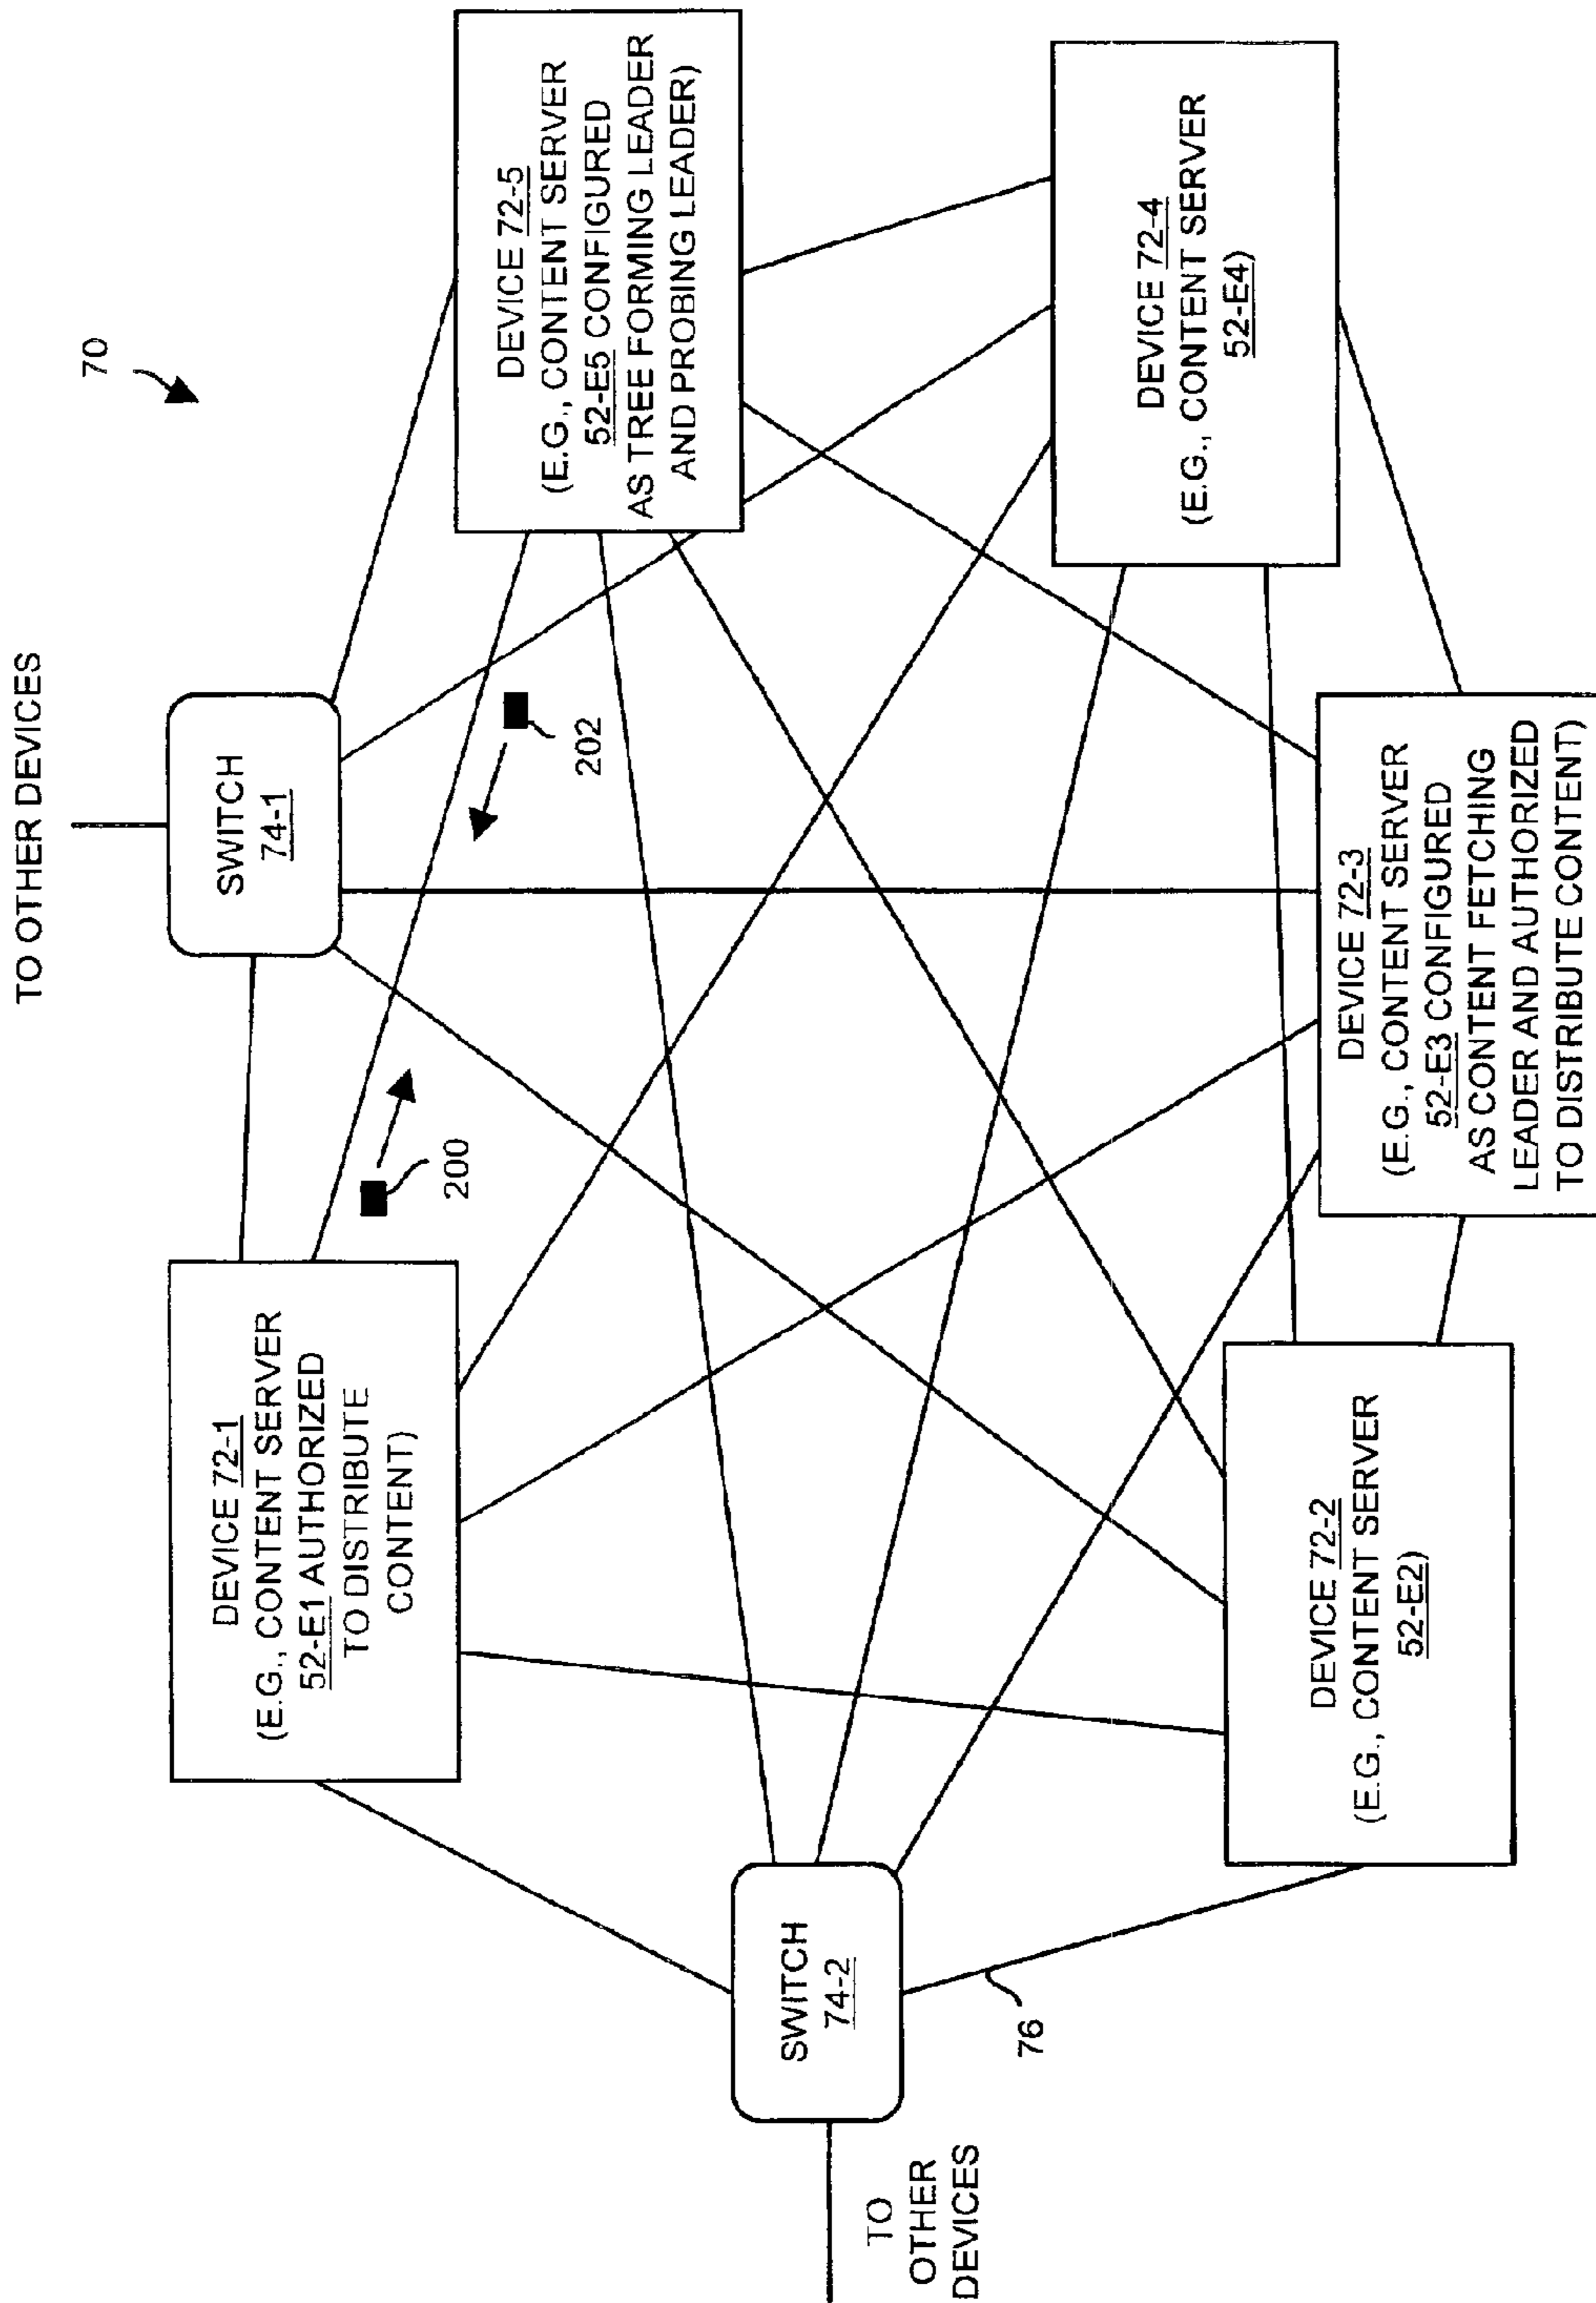 TO OTHER DEVICES
70
SWITCH
74-1
DEVICE 72-1
(E.G., CONTENT SERVER
52-E1 AUTHORIZED
TO DISTRIBUTE
CONTENT)
200
202
DEVICE 72-5
(E.G., CONTENT SERVER
52-E5 CONFIGURED
AS TREE FORMING LEADER
AND PROBING LEADER)
SWITCH
74-2
TO
OTHER
DEVICES
76
DEVICE 72-2
(E.G., CONTENT SERVER
52-E2)
DEVICE 72-3
(E.G., CONTENT SERVER
52-E3 CONFIGURED
AS CONTENT FETCHING
LEADER AND AUTHORIZED
TO DISTRIBUTE CONTENT)
DEVICE 72-4
(E.G., CONTENT SERVER
52-E4)